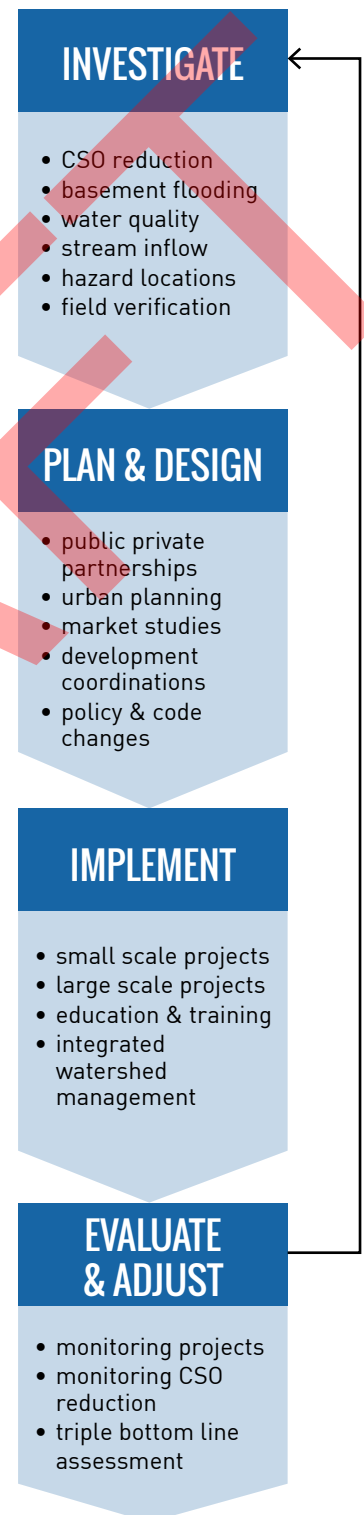 INVESTIGATE
• CSO reduction
• basement flooding
• water quality
• stream inflow
• hazard locations
• field verification
PLAN & DESIGN
• public private
partnerships
• urban planning
• market studies
• development
coordinations
• policy & code
changes
IMPLEMENT
• small scale projects
• large scale projects
• education & training
• integrated
watershed
management
EVALUATE
& ADJUST
• monitoring projects
• monitoring CSO
reduction
• triple bottom line
assessment